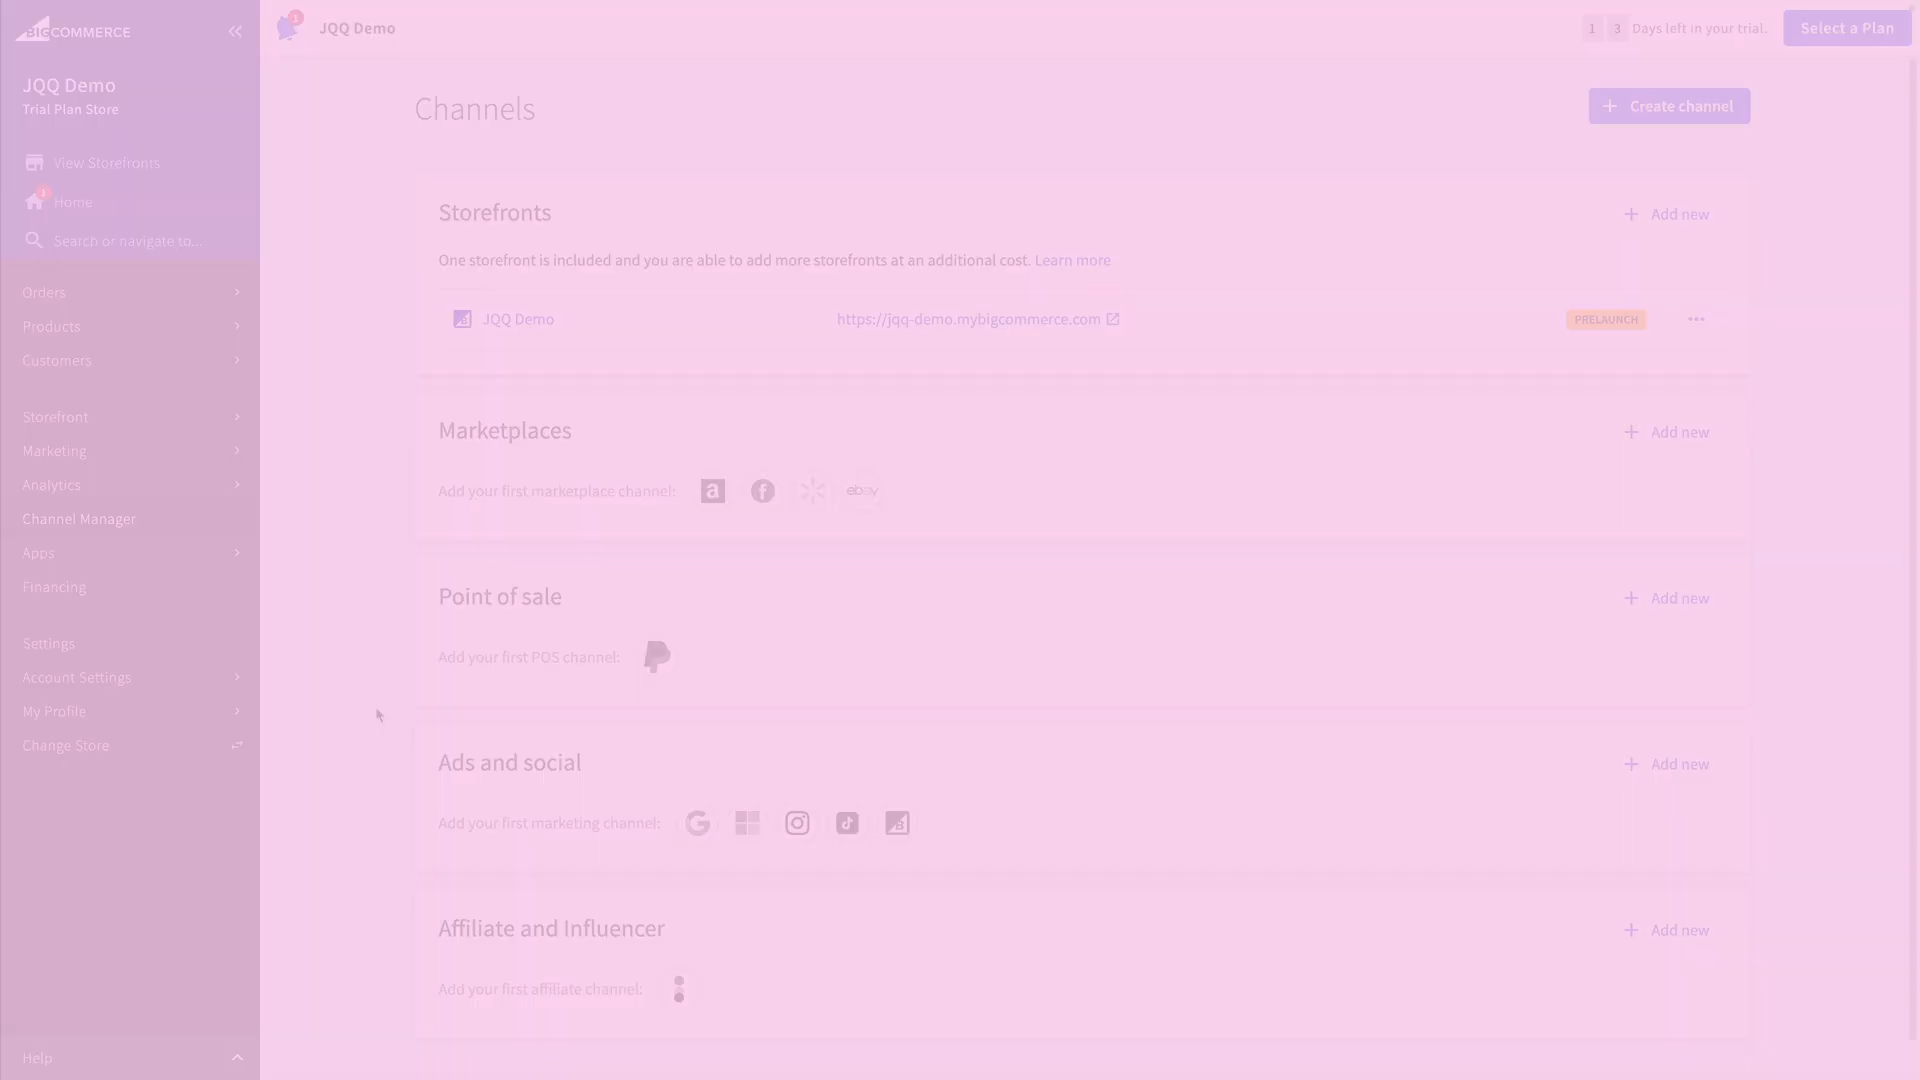 BIGCOMMERCE
JQQ Demo
Trial Plan Store
View Storefronts
Home
Search or navigate to...
Orders
Products
Customers
Storefront
Marketing
Analytics
Channel Manager
Apps
Financing
Settings
Account Settings
My Profile
Change Store
Help
1
JQQ Demo
1 3 Days left in your trial.
Select a Plan
Channels
Create channel
Storefronts
Add new
One storefront is included and you are able to add more storefronts at an additional cost. Learn more
JQQ Demo
https://jqq-demo.mybigcommerce.com
PRELAUNCH
Marketplaces
Add new
Add your first marketplace channel:
ebay
Point of sale
Add new
Add your first POS channel:
Ads and social
Add new
Add your first marketing channel:
Affiliate and Influencer
Add new
Add your first affiliate channel: